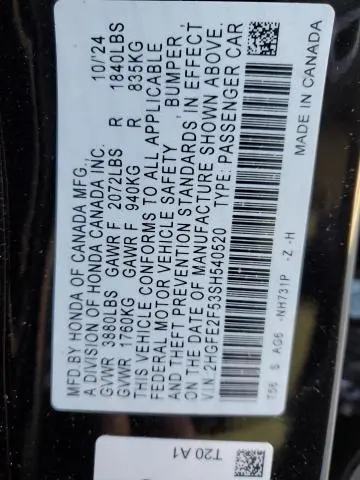 MFD.BY HONDA OF CANADA MFG.,
A DIVISION OF HONDA CANADA INC. 10/'24
GVWR 3880LBS GAWR F 2072LBS R 1840LBS
GVWR 1760KG GAWR F 940KG R 835KG
THIS VEHICLE CONFORMS TO ALL APPLICABLE
FEDERAL MOTOR VEHICLE SAFETY, BUMPER,
AND THEFT PREVENTION STANDARDS IN EFFECT
ON THE DATE OF MANUFACTURE SHOWN ABOVE.
V.I.N. 2HGFE2F53SH540520 TYPE: PASSENGER CAR
T56 S AG6 -NH731P -Z -H
MADE IN CANADA
T20 A1